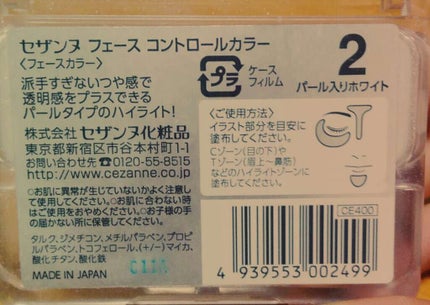 セザンヌ フェース コントロールカラー
〈フェースカラー〉
派手すぎないつや感で
透明感をプラスできる
パールタイプのハイライト!
株式会社 セザンヌ化粧品
東京都新宿区市谷本村町1-1
お問い合わせ先 0120-55-8515
http://www.cezanne.co.jp
○お肌に異常が生じていないかよく注意し
て使用してください。○お肌に合わない時
はご使用をおやめください。○お子様の手
の届かない所に保管してください。
タルク、ジメチコン、メチルパラベン、プロピ
ルパラベン、トコフェロール、(+/-)マイカ、
酸化チタン、酸化鉄
MADE IN JAPAN
プラ
ケース
フィルム
2
パール入りホワイト
〈ご使用方法〉
イラスト部分を目安に
塗布してください。
Cゾーン(目の下)や
Tゾーン(眉上〜鼻筋)
などのハイライトゾーンに
塗布してください。
CE400
4 939553 002499